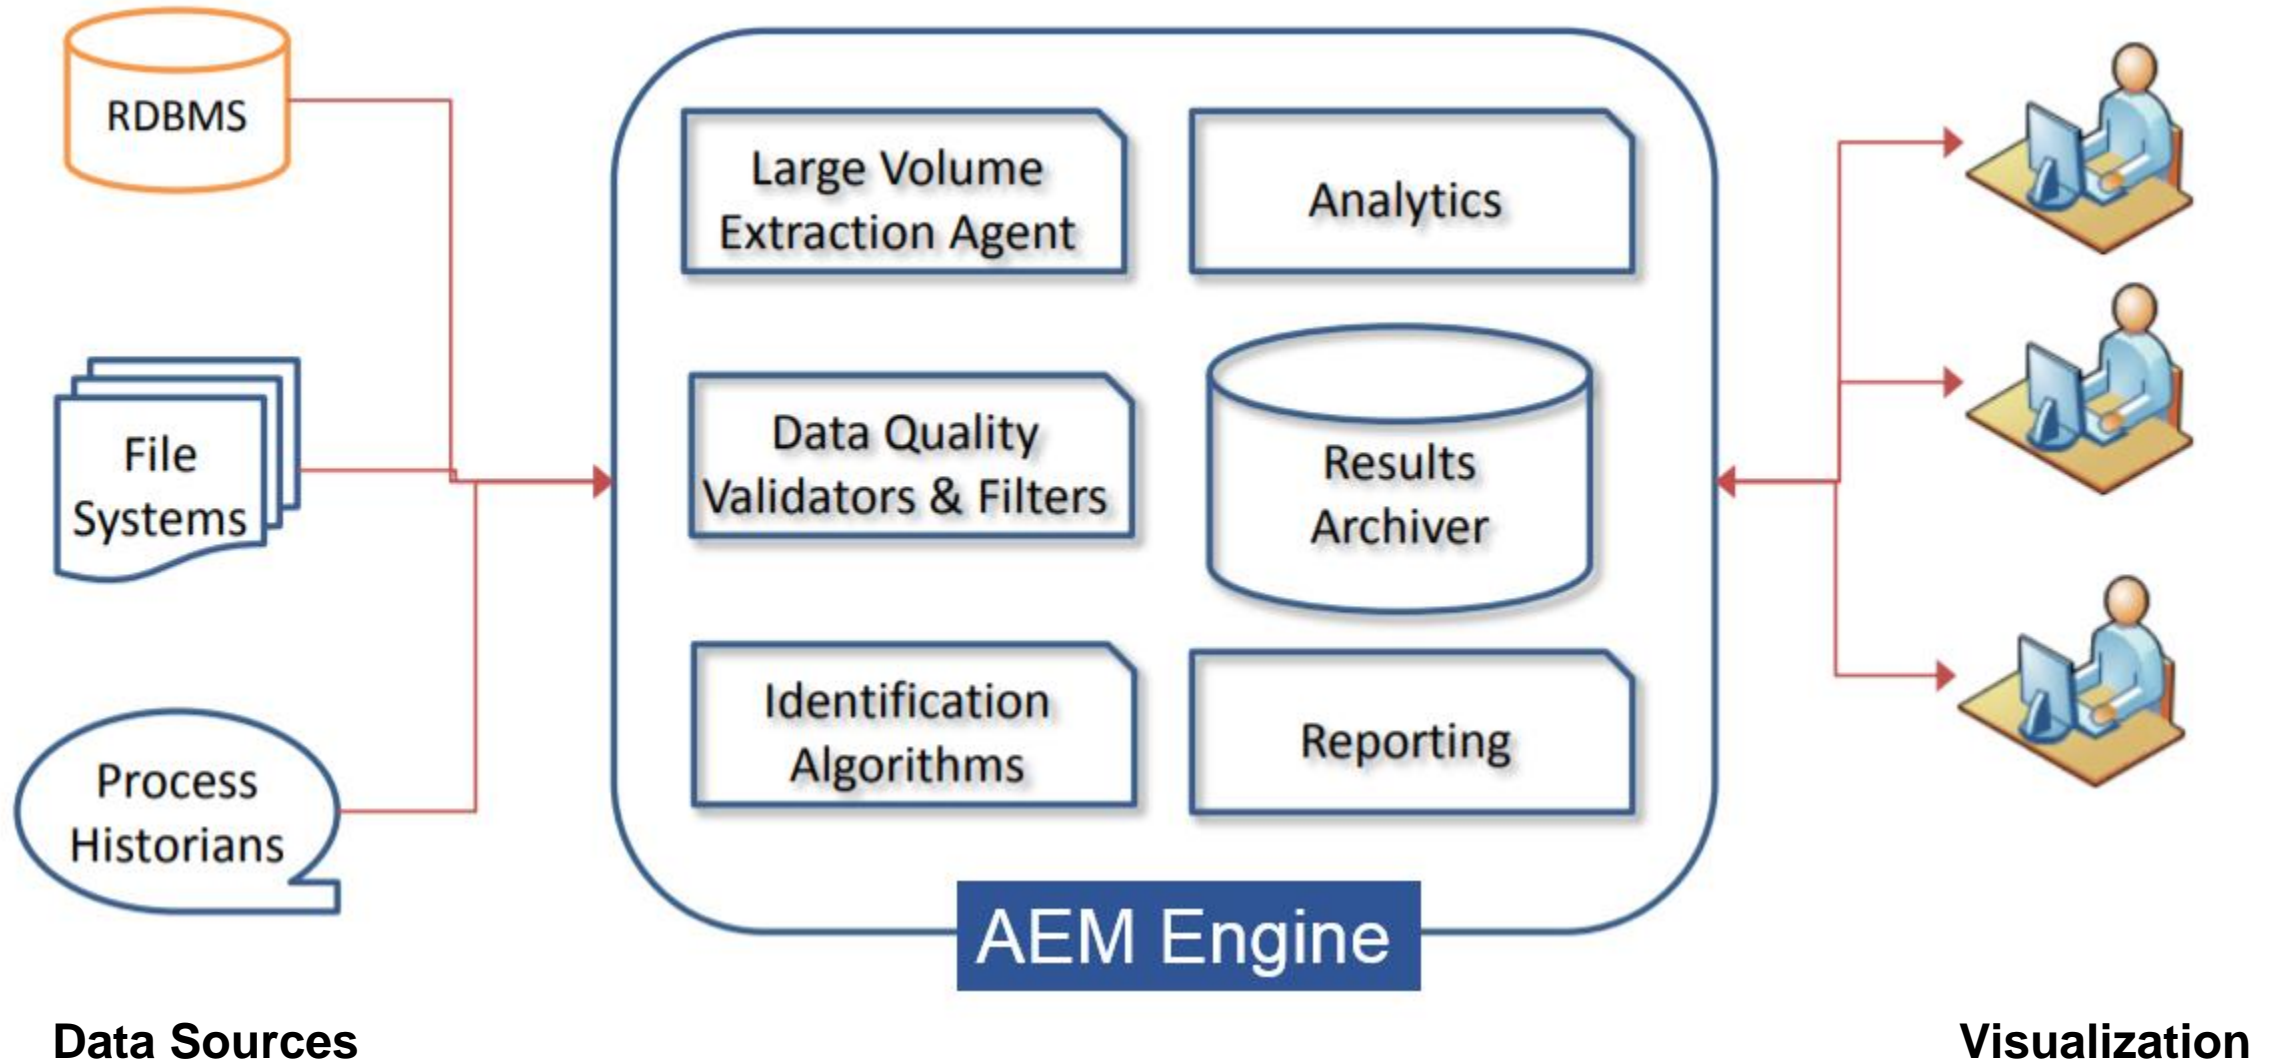 RDBMS
File
Systems
Process
Historians
Large Volume
Extraction Agent
Data Quality
Validators & Filters
Identification
Algorithms
Analytics
Results
Archiver
Reporting
AEM Engine
Data Sources
Visualization